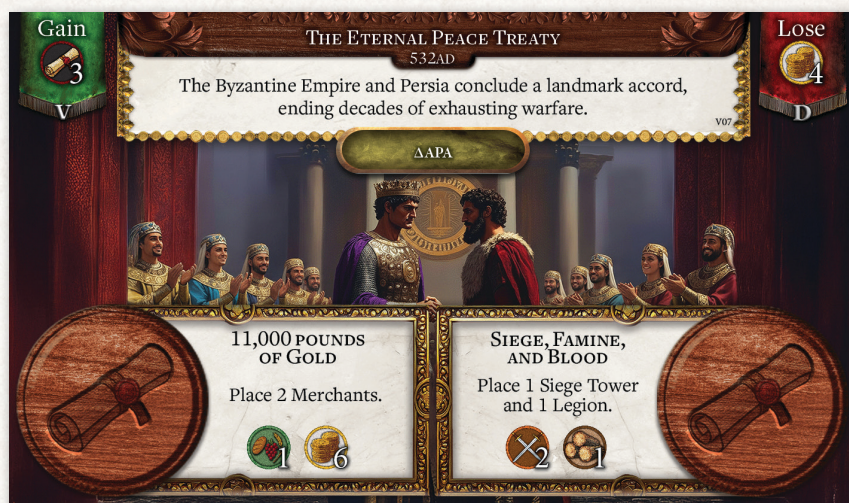 Gain
3
V
THE ETERNAL PEACE TREATY
532AD
Lose
4
D
The Byzantine Empire and Persia conclude a landmark accord,
ending decades of exhausting warfare.
V07
ΔΑΡΑ
11,000 POUNDS
OF GOLD
Place 2 Merchants.
1
6
SIEGE, FAMINE,
AND BLOOD
Place 1 Siege Tower
and 1 Legion.
2
1